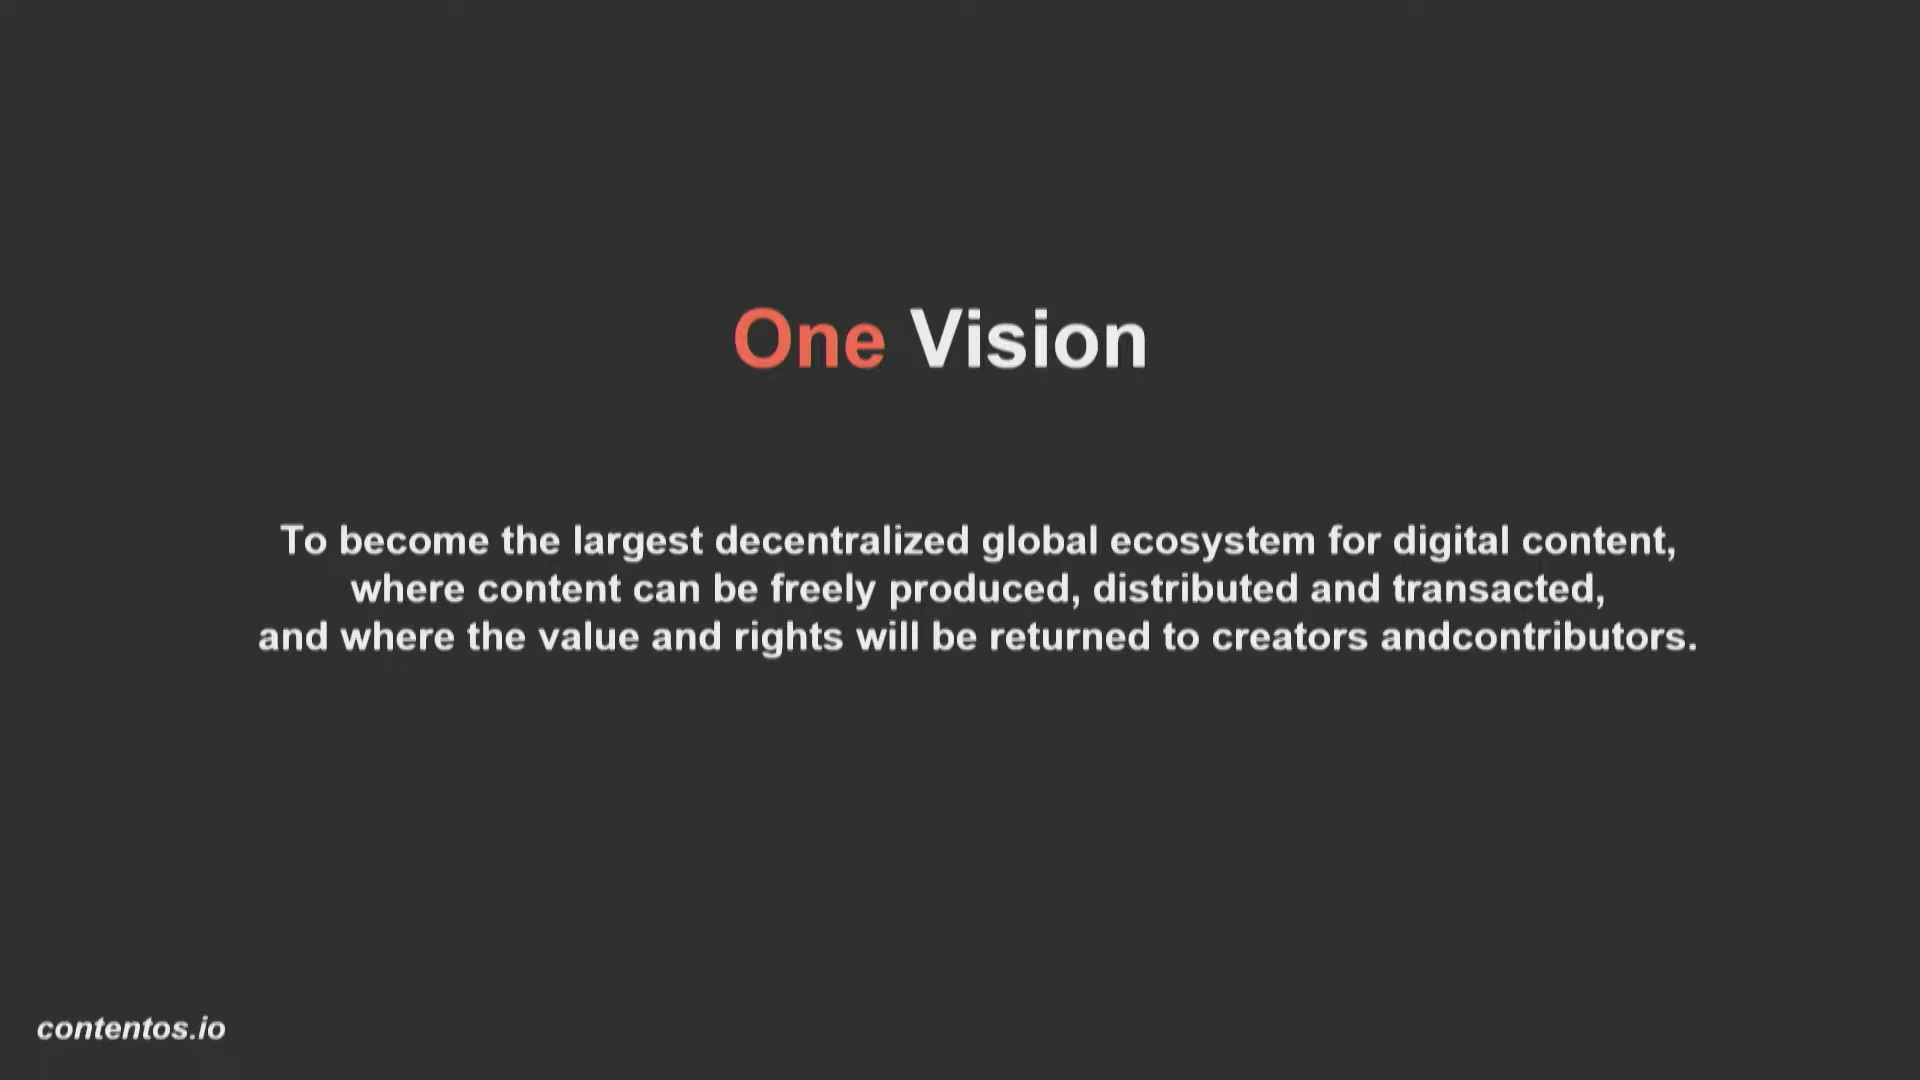 One Vision
To become the largest decentralized global ecosystem for digital content,
where content can be freely produced, distributed and transacted,
and where the value and rights will be returned to creators andcontributors.
contentos.io